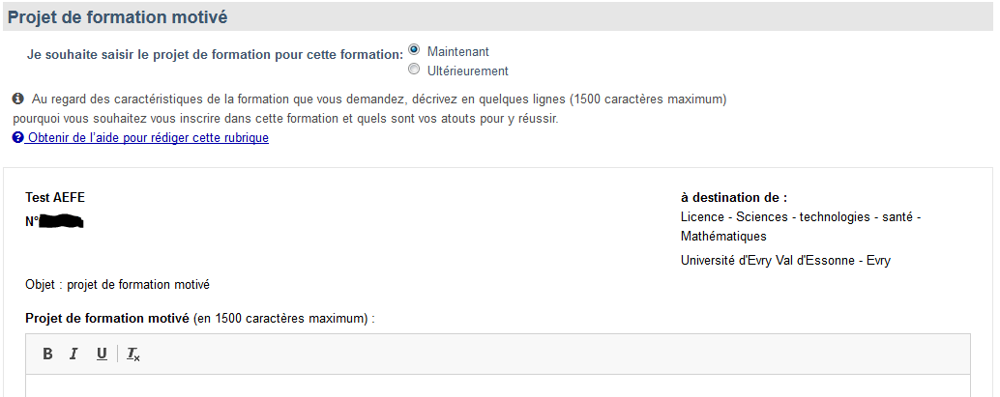 Projet de formation motivé
Je souhaite saisir le projet de formation pour cette formation: Maintenant
Ultérieurement
Au regard des caractéristiques de la formation que vous demandez, décrivez en quelques lignes (1500 caractères maximum)
pourquoi vous souhaitez vous inscrire dans cette formation et quels sont vos atouts pour y réussir.
Obtenir de l'aide pour rédiger cette rubrique
Test AEFE
N°
à destination de :
Licence - Sciences - technologies - santé -
Mathématiques
Université d'Evry Val d'Essonne - Evry
Objet : projet de formation motivé
Projet de formation motivé (en 1500 caractères maximum) :
B I U Tx